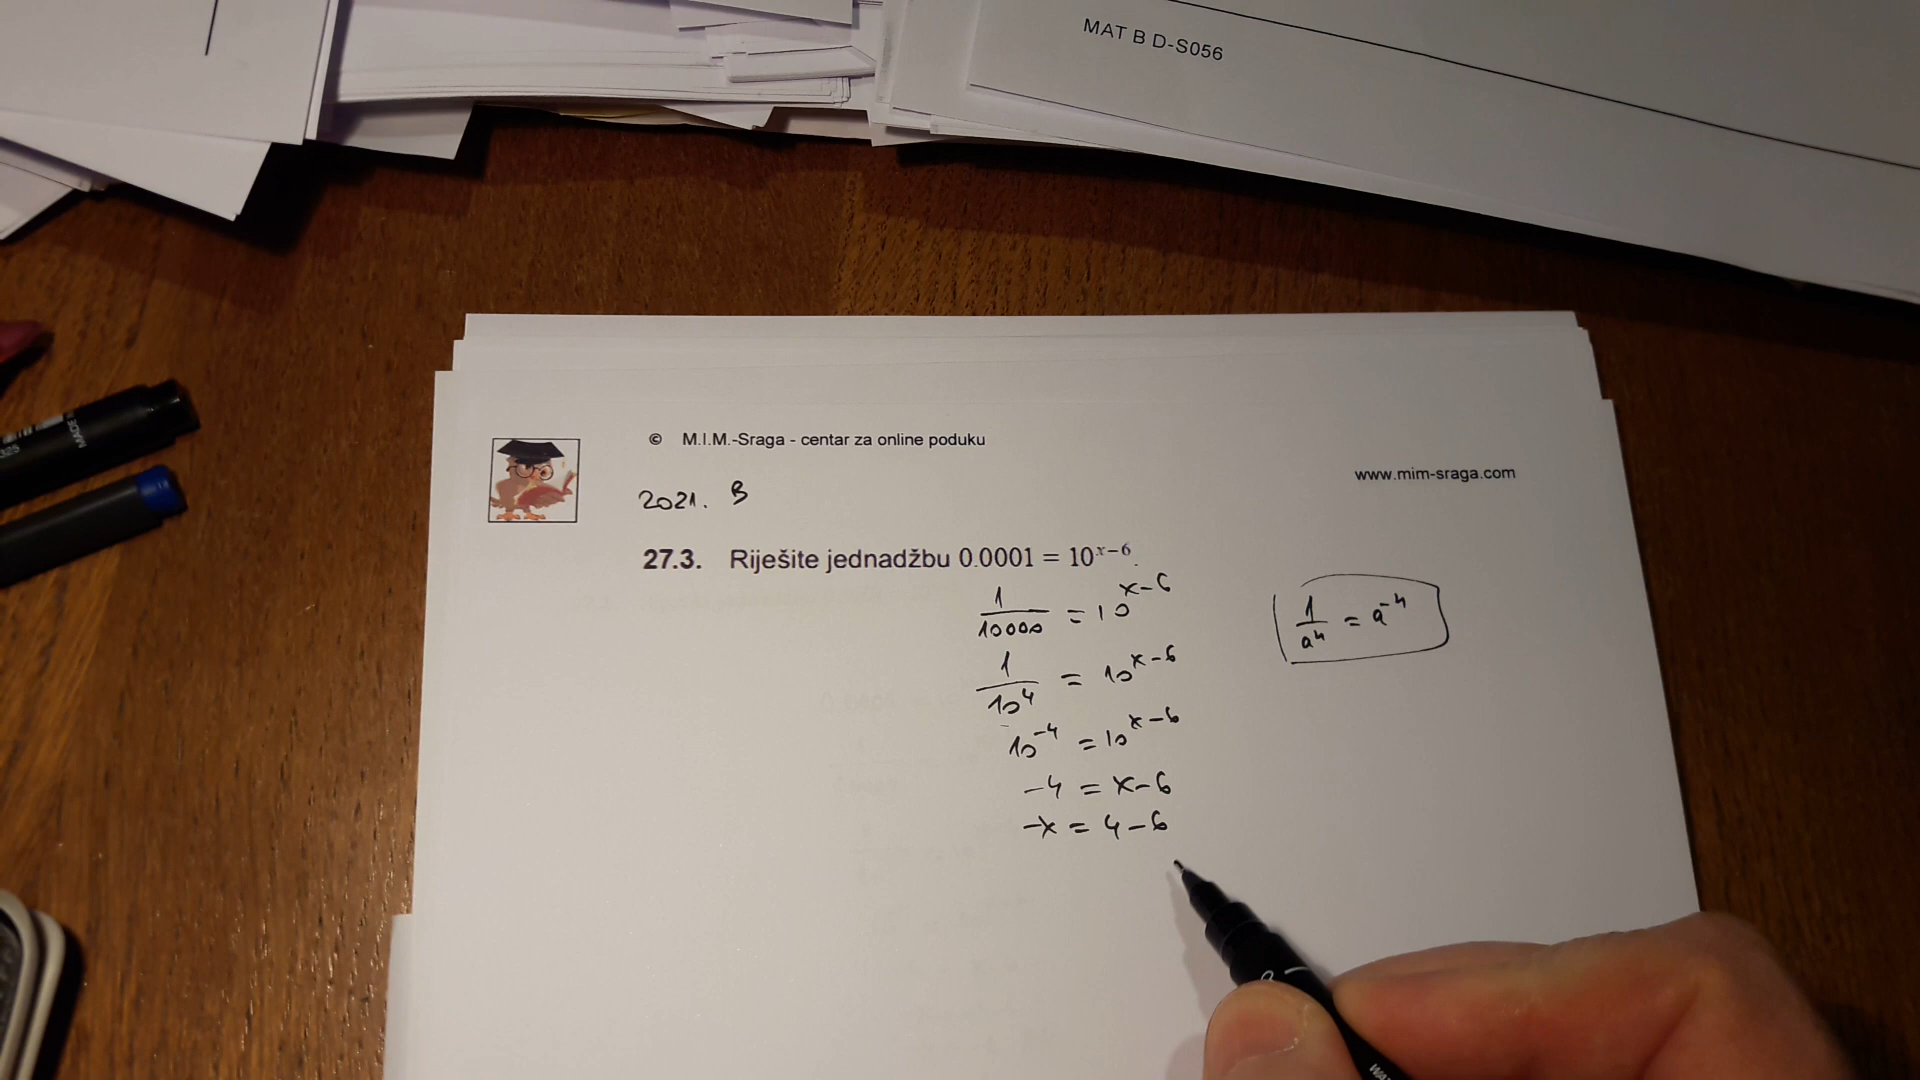 MAT B D-S056
MADE
325
© M.I.M.-Sraga - centar za online poduku
www.mim-sraga.com
2021. B
27.3. Riješite jednadžbu 0.0001 = 10^{x-6}.
1/10000 = 10^{x-6}
1/a^n = a^{-n}
1/10^4 = 10^{x-6}
10^{-4} = 10^{x-6}
-4 = x-6
-x = 4-6